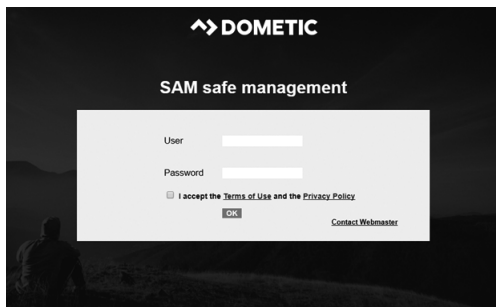 DOMETIC
SAM safe management
User
Password
I accept the Terms of Use and the Privacy Policy
OK
Contact Webmaster